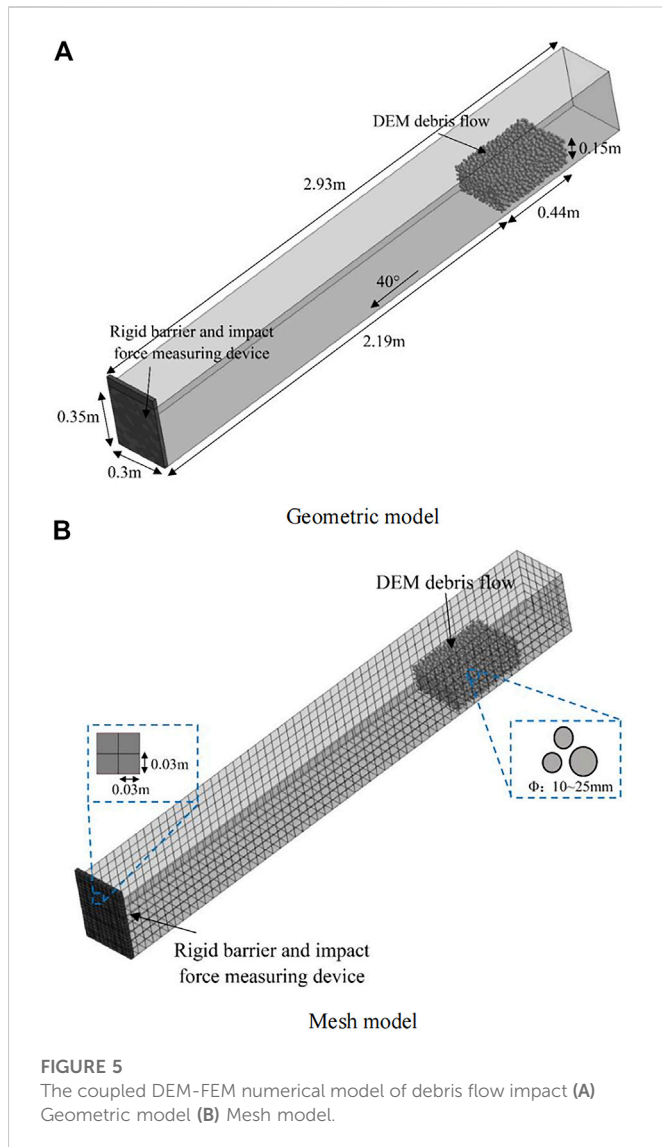 A
DEM debris flow
0.15m
2.93m
0.44m
40°
2.19m
Rigid barrier and impact
force measuring device
0.35m
0.3m
Geometric model
B
DEM debris flow
0.03m
0.03m
Φ: 10~25mm
Rigid barrier and impact
force measuring device
Mesh model
FIGURE 5
The coupled DEM-FEM numerical model of debris flow impact (A)
Geometric model (B) Mesh model.